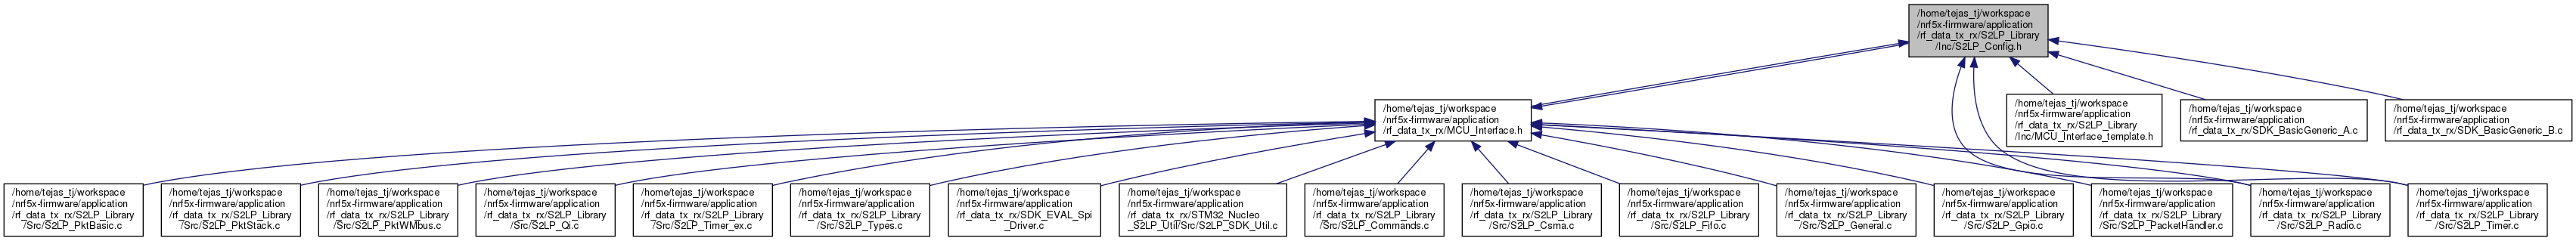 /home/tejas_tj/workspace
/nrf5x-firmware/application
/rf_data_tx_rx/S2LP_Library
/Inc/S2LP_Config.h
/home/tejas_tj/workspace
/nrf5x-firmware/application
/rf_data_tx_rx/MCU_Interface.h
/home/tejas_tj/workspace
/nrf5x-firmware/application
/rf_data_tx_rx/S2LP_Library
/Inc/MCU_Interface_template.h
/home/tejas_tj/workspace
/nrf5x-firmware/application
/rf_data_tx_rx/SDK_BasicGeneric_A.c
/home/tejas_tj/workspace
/nrf5x-firmware/application
/rf_data_tx_rx/SDK_BasicGeneric_B.c
/home/tejas_tj/workspace
/nrf5x-firmware/application
/rf_data_tx_rx/S2LP_Library
/Src/S2LP_PktBasic.c
/home/tejas_tj/workspace
/nrf5x-firmware/application
/rf_data_tx_rx/S2LP_Library
/Src/S2LP_PktStack.c
/home/tejas_tj/workspace
/nrf5x-firmware/application
/rf_data_tx_rx/S2LP_Library
/Src/S2LP_PktWMbus.c
/home/tejas_tj/workspace
/nrf5x-firmware/application
/rf_data_tx_rx/S2LP_Library
/Src/S2LP_Qi.c
/home/tejas_tj/workspace
/nrf5x-firmware/application
/rf_data_tx_rx/S2LP_Library
/Src/S2LP_Timer_ex.c
/home/tejas_tj/workspace
/nrf5x-firmware/application
/rf_data_tx_rx/S2LP_Library
/Src/S2LP_Types.c
/home/tejas_tj/workspace
/nrf5x-firmware/application
/rf_data_tx_rx/SDK_EVAL_Spi
_Driver.c
/home/tejas_tj/workspace
/nrf5x-firmware/application
/rf_data_tx_rx/STM32_Nucleo
_S2LP_Util/Src/S2LP_SDK_Util.c
/home/tejas_tj/workspace
/nrf5x-firmware/application
/rf_data_tx_rx/S2LP_Library
/Src/S2LP_Commands.c
/home/tejas_tj/workspace
/nrf5x-firmware/application
/rf_data_tx_rx/S2LP_Library
/Src/S2LP_Csma.c
/home/tejas_tj/workspace
/nrf5x-firmware/application
/rf_data_tx_rx/S2LP_Library
/Src/S2LP_Fifo.c
/home/tejas_tj/workspace
/nrf5x-firmware/application
/rf_data_tx_rx/S2LP_Library
/Src/S2LP_General.c
/home/tejas_tj/workspace
/nrf5x-firmware/application
/rf_data_tx_rx/S2LP_Library
/Src/S2LP_Gpio.c
/home/tejas_tj/workspace
/nrf5x-firmware/application
/rf_data_tx_rx/S2LP_Library
/Src/S2LP_PacketHandler.c
/home/tejas_tj/workspace
/nrf5x-firmware/application
/rf_data_tx_rx/S2LP_Library
/Src/S2LP_Radio.c
/home/tejas_tj/workspace
/nrf5x-firmware/application
/rf_data_tx_rx/S2LP_Library
/Src/S2LP_Timer.c